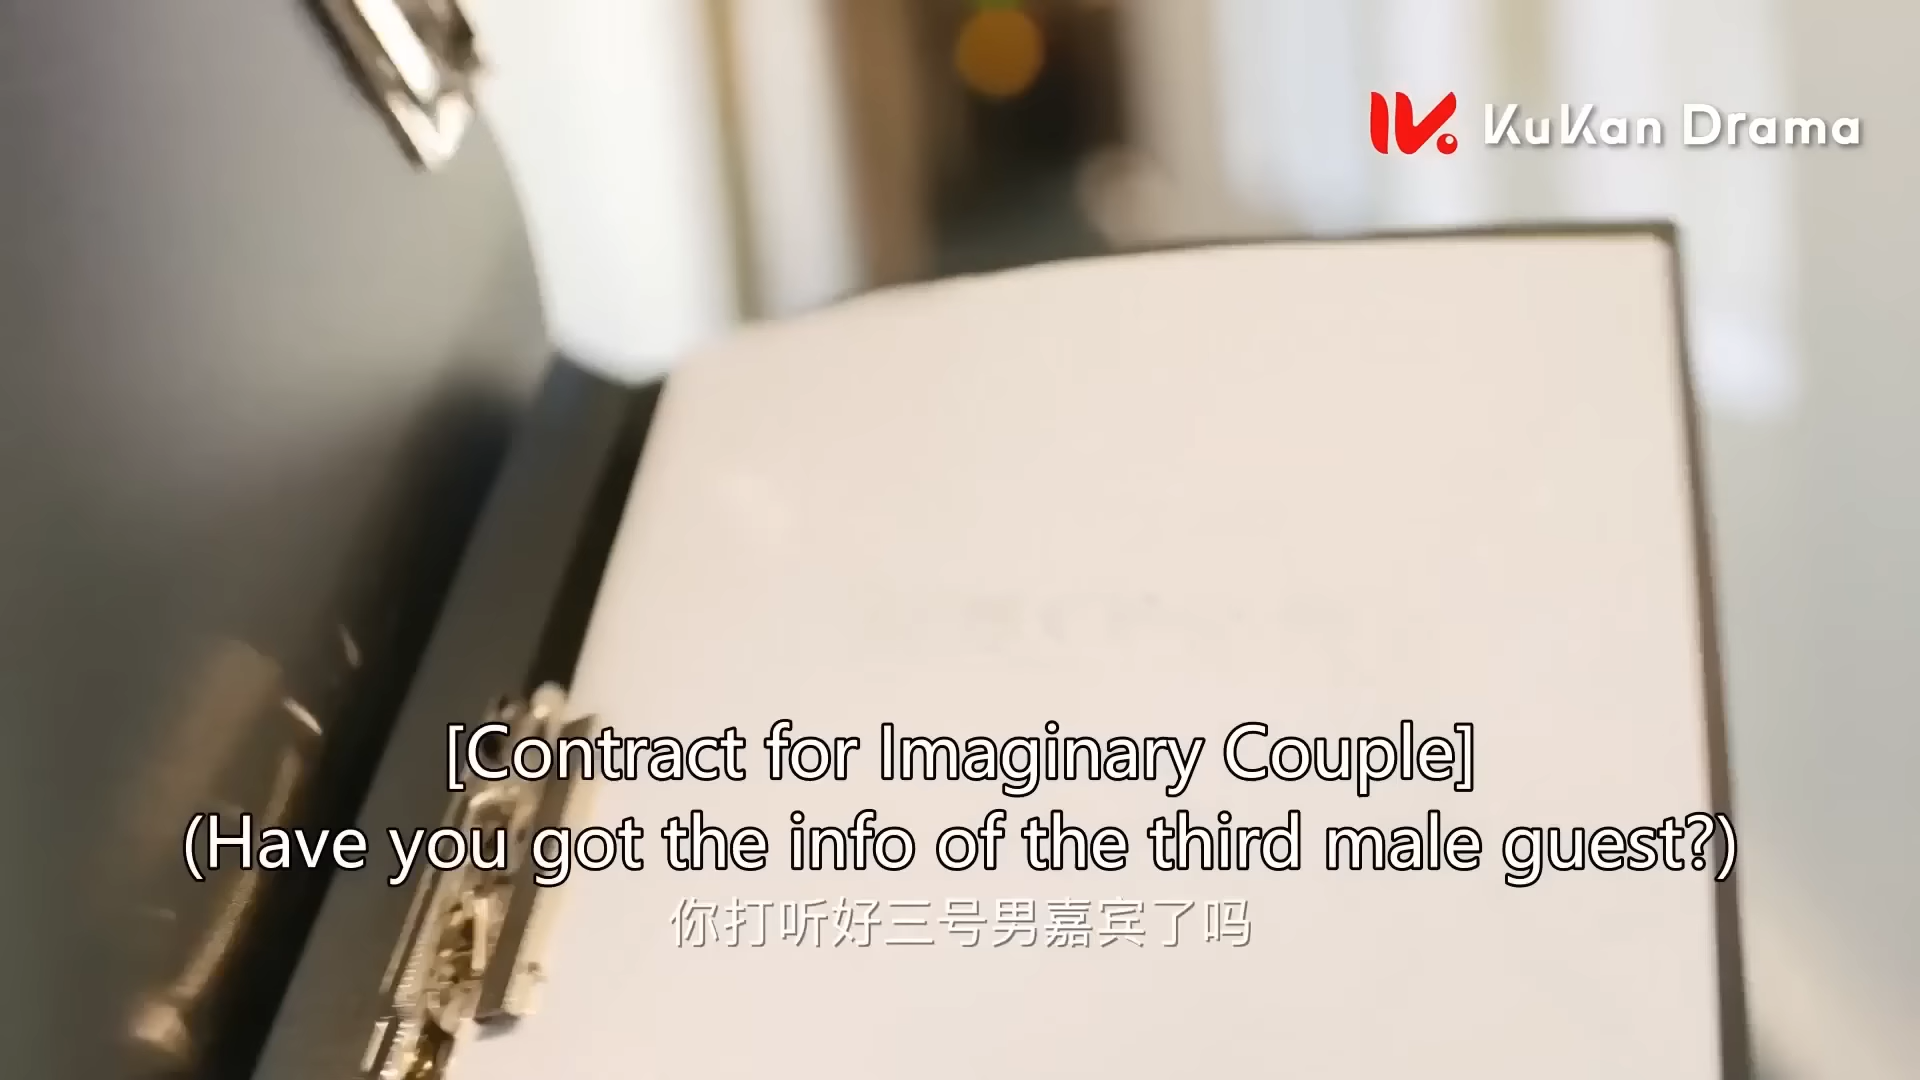 KuKan Drama
[Contract for Imaginary Couple]
(Have you got the info of the third male guest?)
你打听好三号男嘉宾了吗